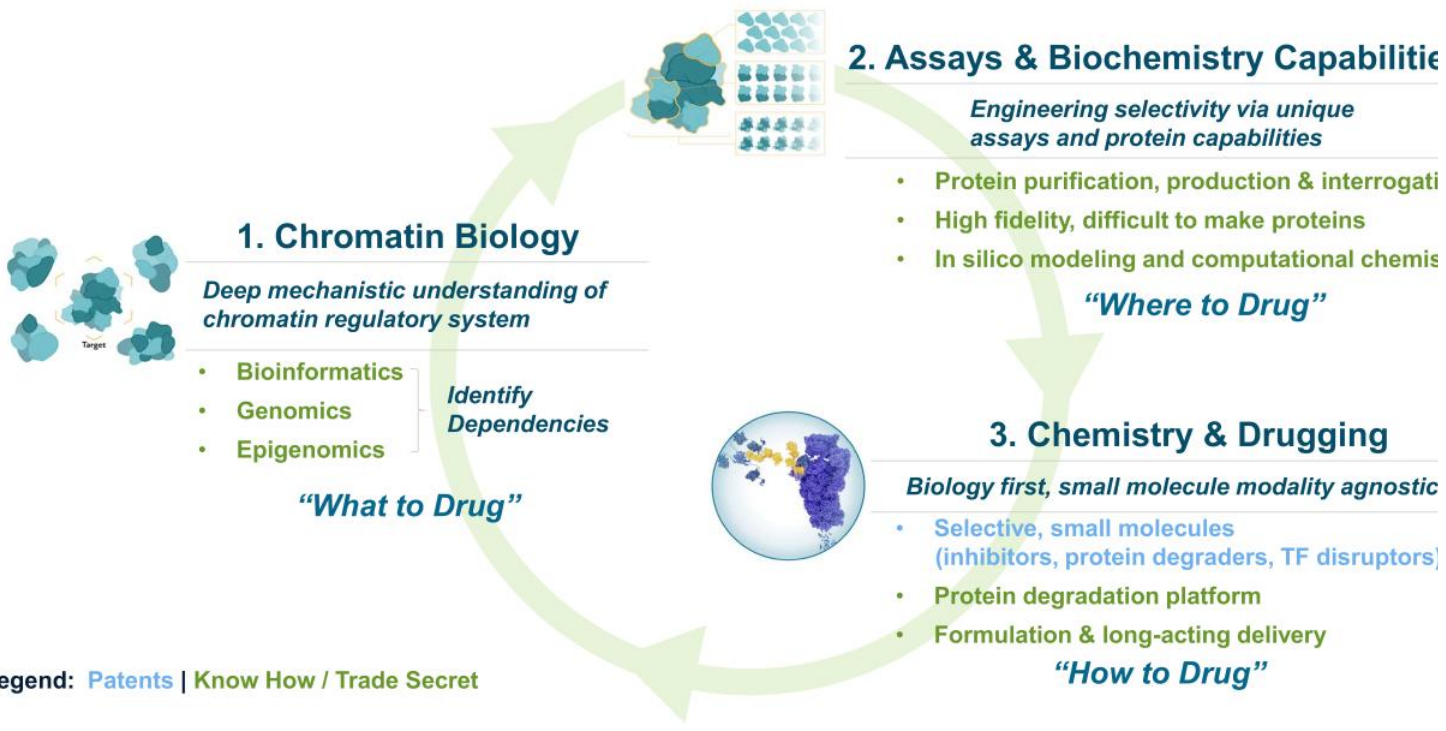 1. Chromatin Biology
Deep mechanistic understanding of
chromatin regulatory system
• Bioinformatics
• Genomics
• Epigenomics
Identify
Dependencies
“What to Drug”
Target
2. Assays & Biochemistry Capabilitie
Engineering selectivity via unique
assays and protein capabilities
• Protein purification, production & interrogati
• High fidelity, difficult to make proteins
• In silico modeling and computational chemis
“Where to Drug”
3. Chemistry & Drugging
Biology first, small molecule modality agnostic
• Selective, small molecules
(inhibitors, protein degraders, TF disruptors)
• Protein degradation platform
• Formulation & long-acting delivery
“How to Drug”
egend: Patents | Know How / Trade Secret